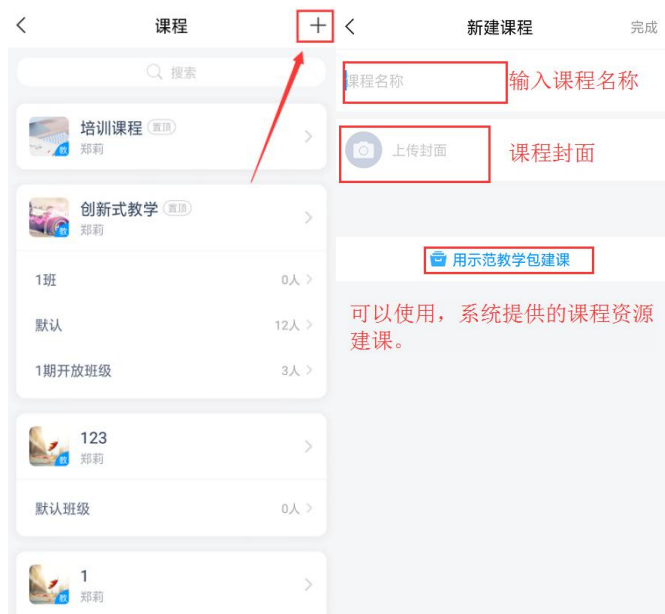 课程
搜索
培训课程 置顶
郑莉
教
创新式教学 置顶
郑莉
教
1班 0人
默认 12人
1期开放班级 3人
123
郑莉
教
默认班级 0人
1
郑莉
教
新建课程 完成
课程名称 输入课程名称
上传封面 课程封面
用示范教学包建课
可以使用，系统提供的课程资源
建课。